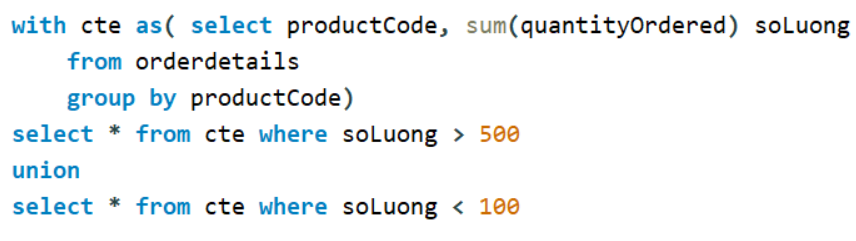 with cte as( select productCode, sum(quantityOrdered) soLuong
from orderdetails
group by productCode)
select * from cte where soLuong > 500
union
select * from cte where soLuong < 100